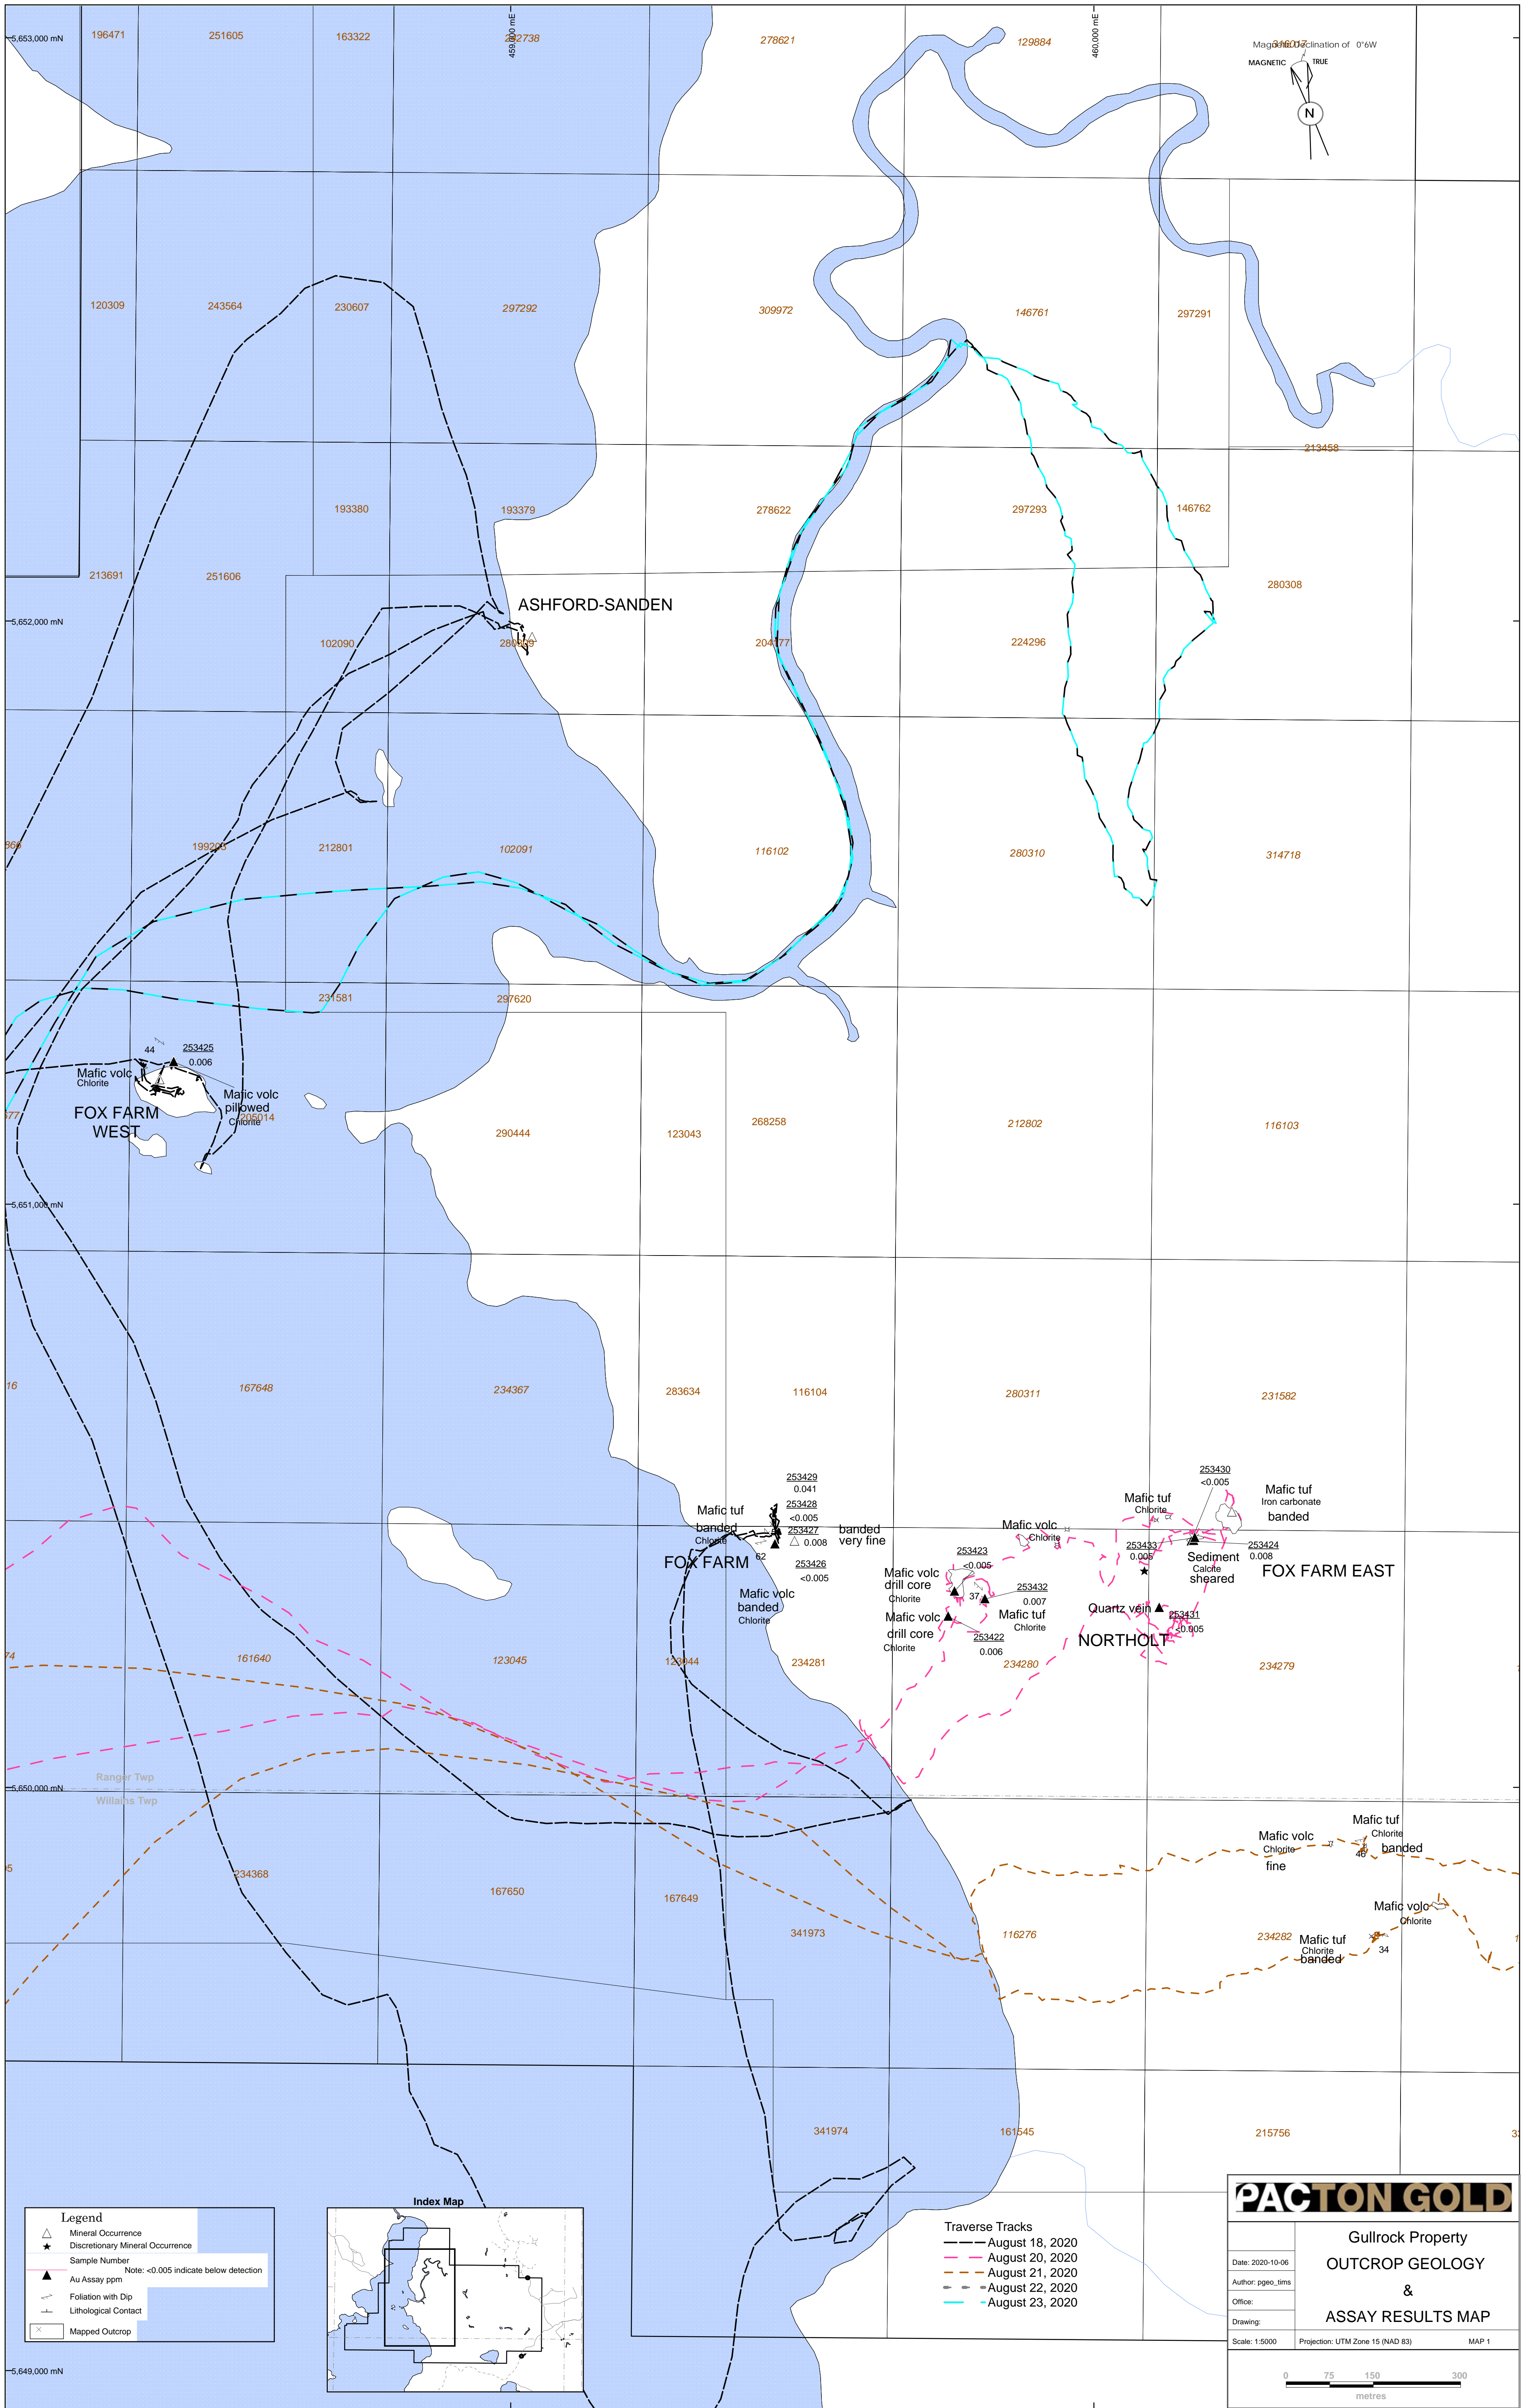 5,653,000 mN
196471
251605
163322
459,000 mE
278621
129884
460,000 mE
Magnetic Declination of 0°6W
MAGNETIC
TRUE
N
120309
243564
230607
297292
309972
146761
297291
213458
213691
251606
193380
193379
278622
297293
146762
280308
ASHFORD-SANDEN
5,652,000 mN
102090
224296
212801
102091
116102
280310
314718
231581
297620
44
253425
0.006
Mafic volc
Chlorite
Mafic volc
pillowed
Chlorite
FOX FARM
WEST
205014
290444
123043
268258
212802
116103
5,651,000 mN
16
167648
234367
283634
116104
280311
231582
253429
0.041
253428
<0.005
253427
0.008
253426
<0.005
Mafic tuf
banded
Chlorite
banded
very fine
FOX FARM
62
Mafic volc
banded
Chlorite
253430
<0.005
Mafic tuf
Iron carbonate
banded
Mafic tuf
Chlorite
Mafic volc
Chlorite
253433
0.005
253424
0.008
Sediment
Calcite
sheared
FOX FARM EAST
253423
<0.005
Mafic volc
drill core
Chlorite
37
253432
0.007
Mafic tuf
Chlorite
Mafic volc
drill core
Chlorite
253422
0.006
Quartz vein
253431
<0.005
NORTHOLT
74
161640
123045
123044
234281
234280
234279
Ranger Twp
5,650,000 mN
Willans Twp
234368
167650
167649
341973
116276
234282
Mafic volc
Chlorite
fine
Mafic tuf
Chlorite
banded
46
Mafic volc
Chlorite
Mafic tuf
Chlorite
banded
34
341974
161545
215756
Legend
Mineral Occurrence
Discretionary Mineral Occurrence
Sample Number
Note: <0.005 indicate below detection
Au Assay ppm
Foliation with Dip
Lithological Contact
Mapped Outcrop
Index Map
Traverse Tracks
August 18, 2020
August 20, 2020
August 21, 2020
August 22, 2020
August 23, 2020
PACTON GOLD
Gullrock Property
OUTCROP GEOLOGY
&
ASSAY RESULTS MAP
Date: 2020-10-06
Author: pgeo_tims
Office:
Drawing:
Scale: 1:5000
Projection: UTM Zone 15 (NAD 83)
MAP 1
0 75 150 300
metres
5,649,000 mN